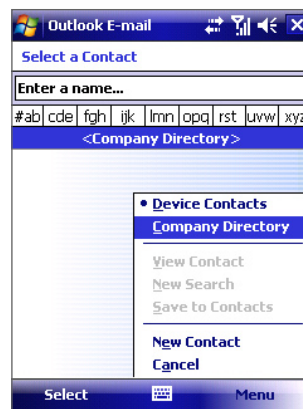 Outlook E-mail
Select a Contact
Enter a name...
#ab cde fgh ijk lmn opq rst uvw xyz
<Company Directory>
• Device Contacts
Company Directory
View Contact
New Search
Save to Contacts
New Contact
Cancel
Select Menu